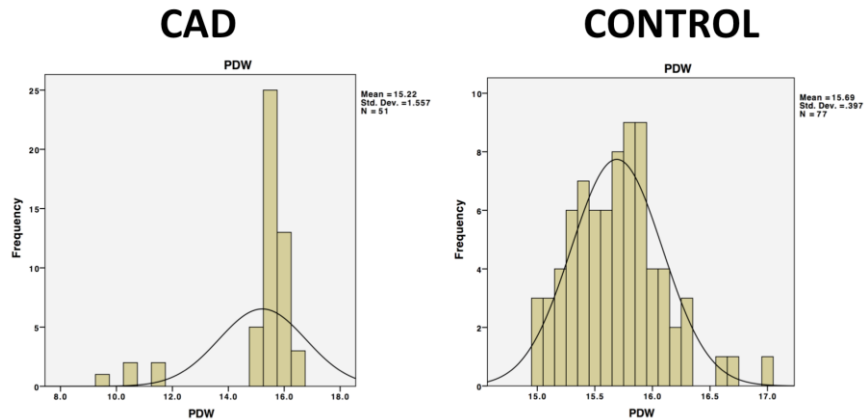 CAD
PDW
Mean =15.22
Std. Dev. =1.557
N = 51
25
20
15
10
5
0
Frequency
8.0 10.0 12.0 14.0 16.0 18.0
PDW
CONTROL
PDW
Mean =15.69
Std. Dev. =.397
N = 77
10
8
6
4
2
0
Frequency
15.0 15.5 16.0 16.5 17.0
PDW